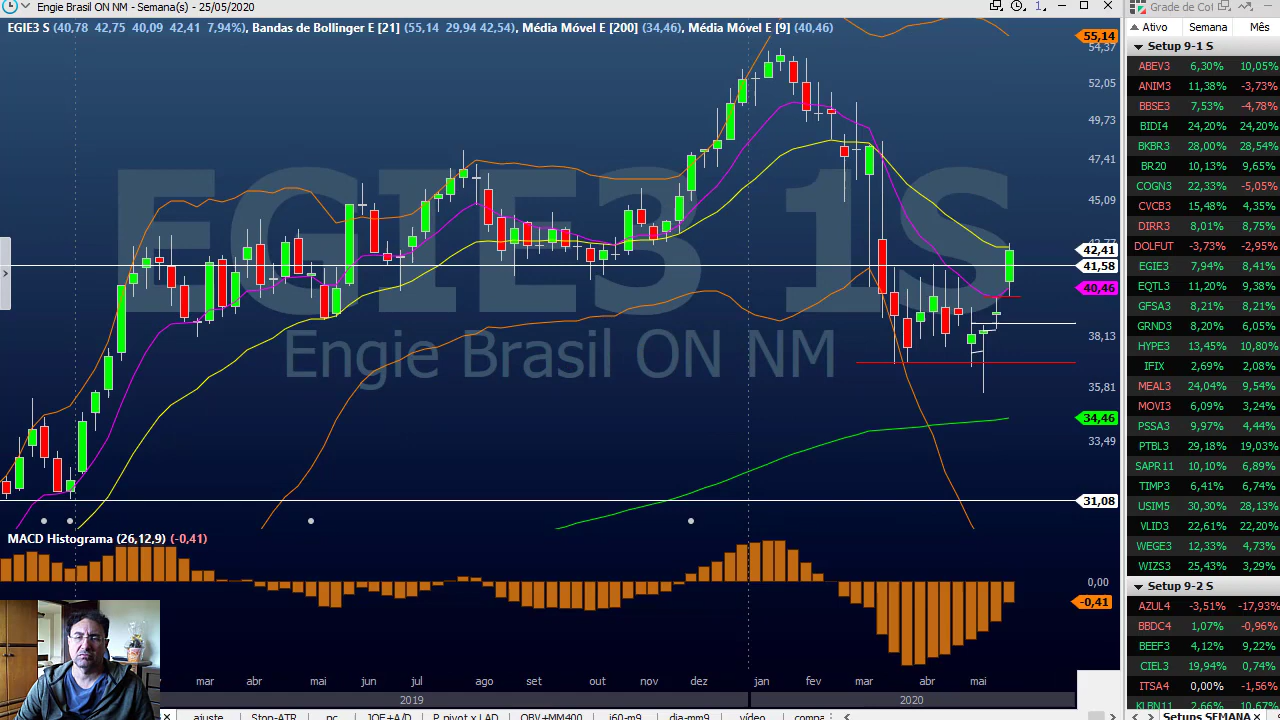 Engie Brasil ON NM - Semana(s) - 25/05/2020
EGIE3 S (40,78 42,75 40,09 42,41 7,94%), Bandas de Bollinger E [21] (55,14 29,94 42,54), Média Móvel E [200] (34,46), Média Móvel E [9] (40,46)
EGIE3 1S
Engie Brasil ON NM
55,14
54,37
52,05
49,73
47,41
45,09
42,41
41,58
40,46
38,13
35,81
34,46
33,49
31,08
MACD Histograma (26,12,9) (-0,41)
0,00
-0,41
mar abr mai jun jul ago set out nov dez jan fev mar abr mai
2019 2020
ajuste Stop-ATR pc JOE+A/D P pivot x LAD OBV+MM400 i60-m9 dia-mm9 vídeo compa
Grade de Cot
Ativo Semana Mês
Setup 9-1 S
ABEV3 6,30% 10,05%
ANIM3 11,38% -3,73%
BBSE3 7,53% -4,78%
BIDI4 24,20% 24,20%
BKBR3 28,00% 28,54%
BR20 10,13% 9,65%
COGN3 22,33% -5,05%
CVCB3 15,48% 4,35%
DIRR3 8,01% 8,75%
DOLFUT -3,73% -2,95%
EGIE3 7,94% 8,41%
EQTL3 11,20% 9,38%
GFSA3 8,21% 8,21%
GRND3 8,20% 6,05%
HYPE3 13,45% 10,80%
IFIX 2,69% 2,08%
MEAL3 24,04% 9,54%
MOVI3 6,09% 3,24%
PSSA3 9,97% 4,44%
PTBL3 29,18% 19,03%
SAPR11 10,10% 6,89%
TIMP3 6,41% 6,74%
USIM5 30,30% 28,13%
VLID3 22,61% 22,20%
WEGE3 12,33% 4,73%
WIZS3 25,43% 3,29%
Setup 9-2 S
AZUL4 -3,51% -17,93%
BBDC4 1,07% -0,96%
BEEF3 4,12% 9,22%
CIEL3 19,94% 0,74%
ITSA4 0,00% -1,56%
KLBN11 2,66% 10,67%
Setups SEMANA